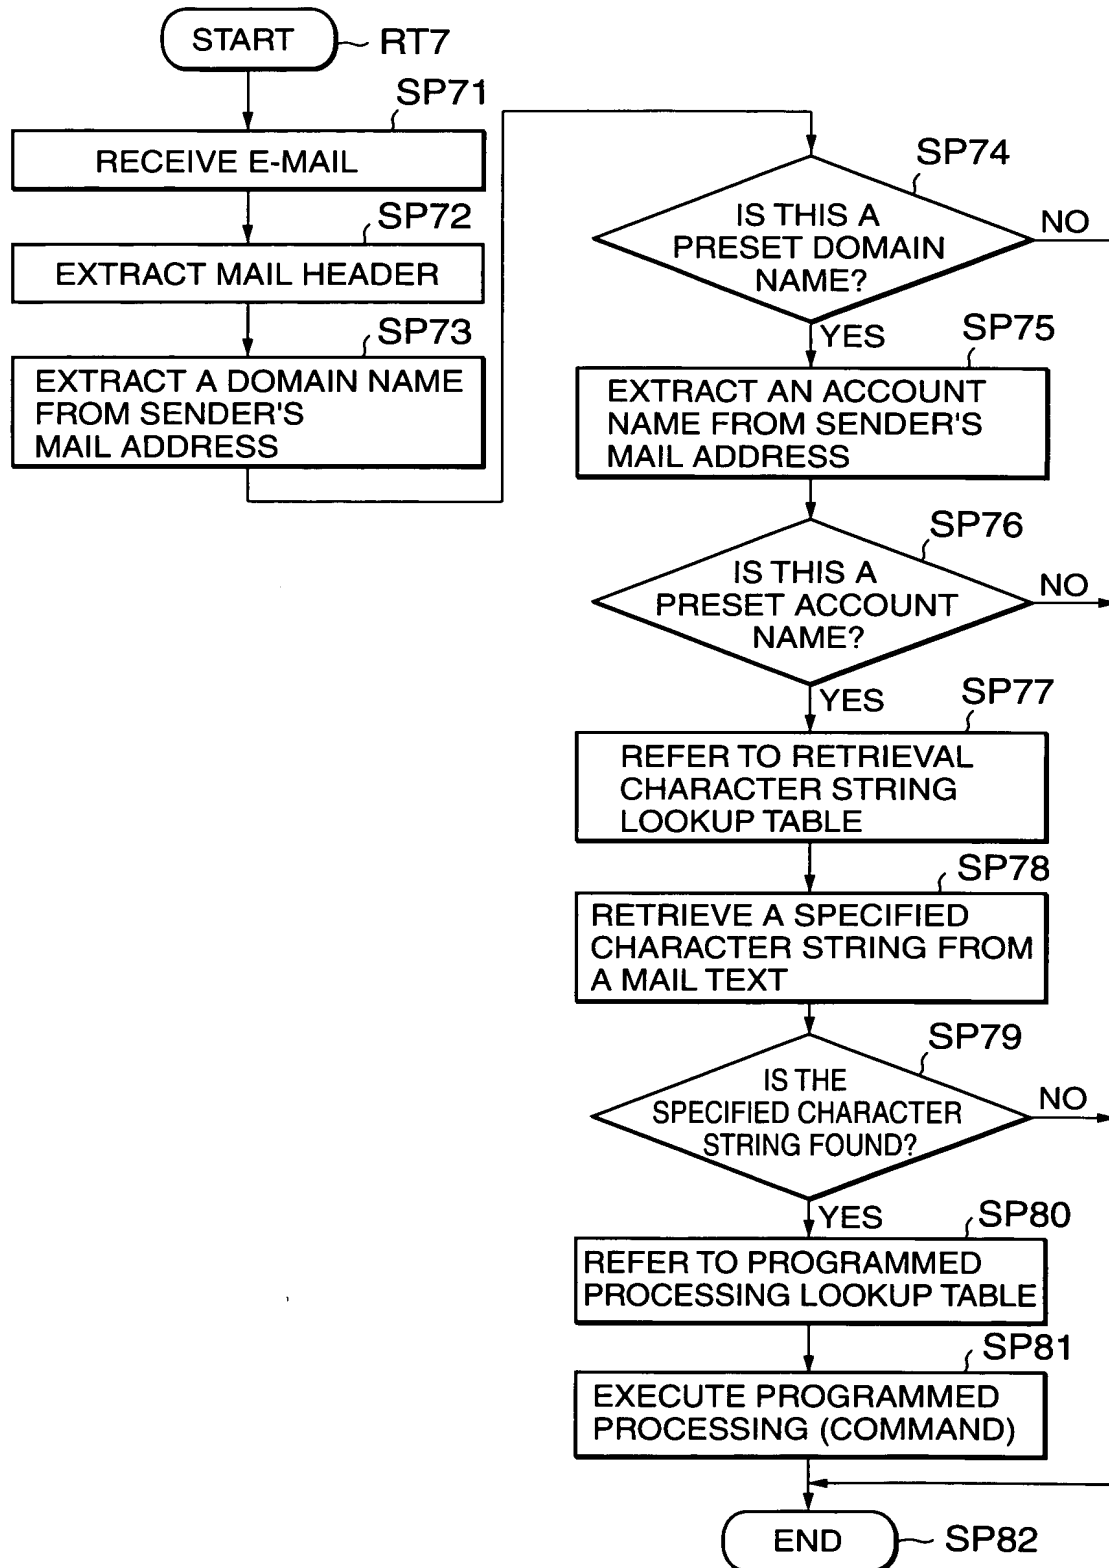 START
RT7
SP71
RECEIVE E-MAIL
SP72
EXTRACT MAIL HEADER
SP73
EXTRACT A DOMAIN NAME
FROM SENDER'S
MAIL ADDRESS
SP74
IS THIS A
PRESET DOMAIN
NAME?
NO
YES
SP75
EXTRACT AN ACCOUNT
NAME FROM SENDER'S
MAIL ADDRESS
SP76
IS THIS A
PRESET ACCOUNT
NAME?
NO
YES
SP77
REFER TO RETRIEVAL
CHARACTER STRING
LOOKUP TABLE
SP78
RETRIEVE A SPECIFIED
CHARACTER STRING FROM
A MAIL TEXT
SP79
IS THE
SPECIFIED CHARACTER
STRING FOUND?
NO
YES
SP80
REFER TO PROGRAMMED
PROCESSING LOOKUP TABLE
SP81
EXECUTE PROGRAMMED
PROCESSING (COMMAND)
END
SP82